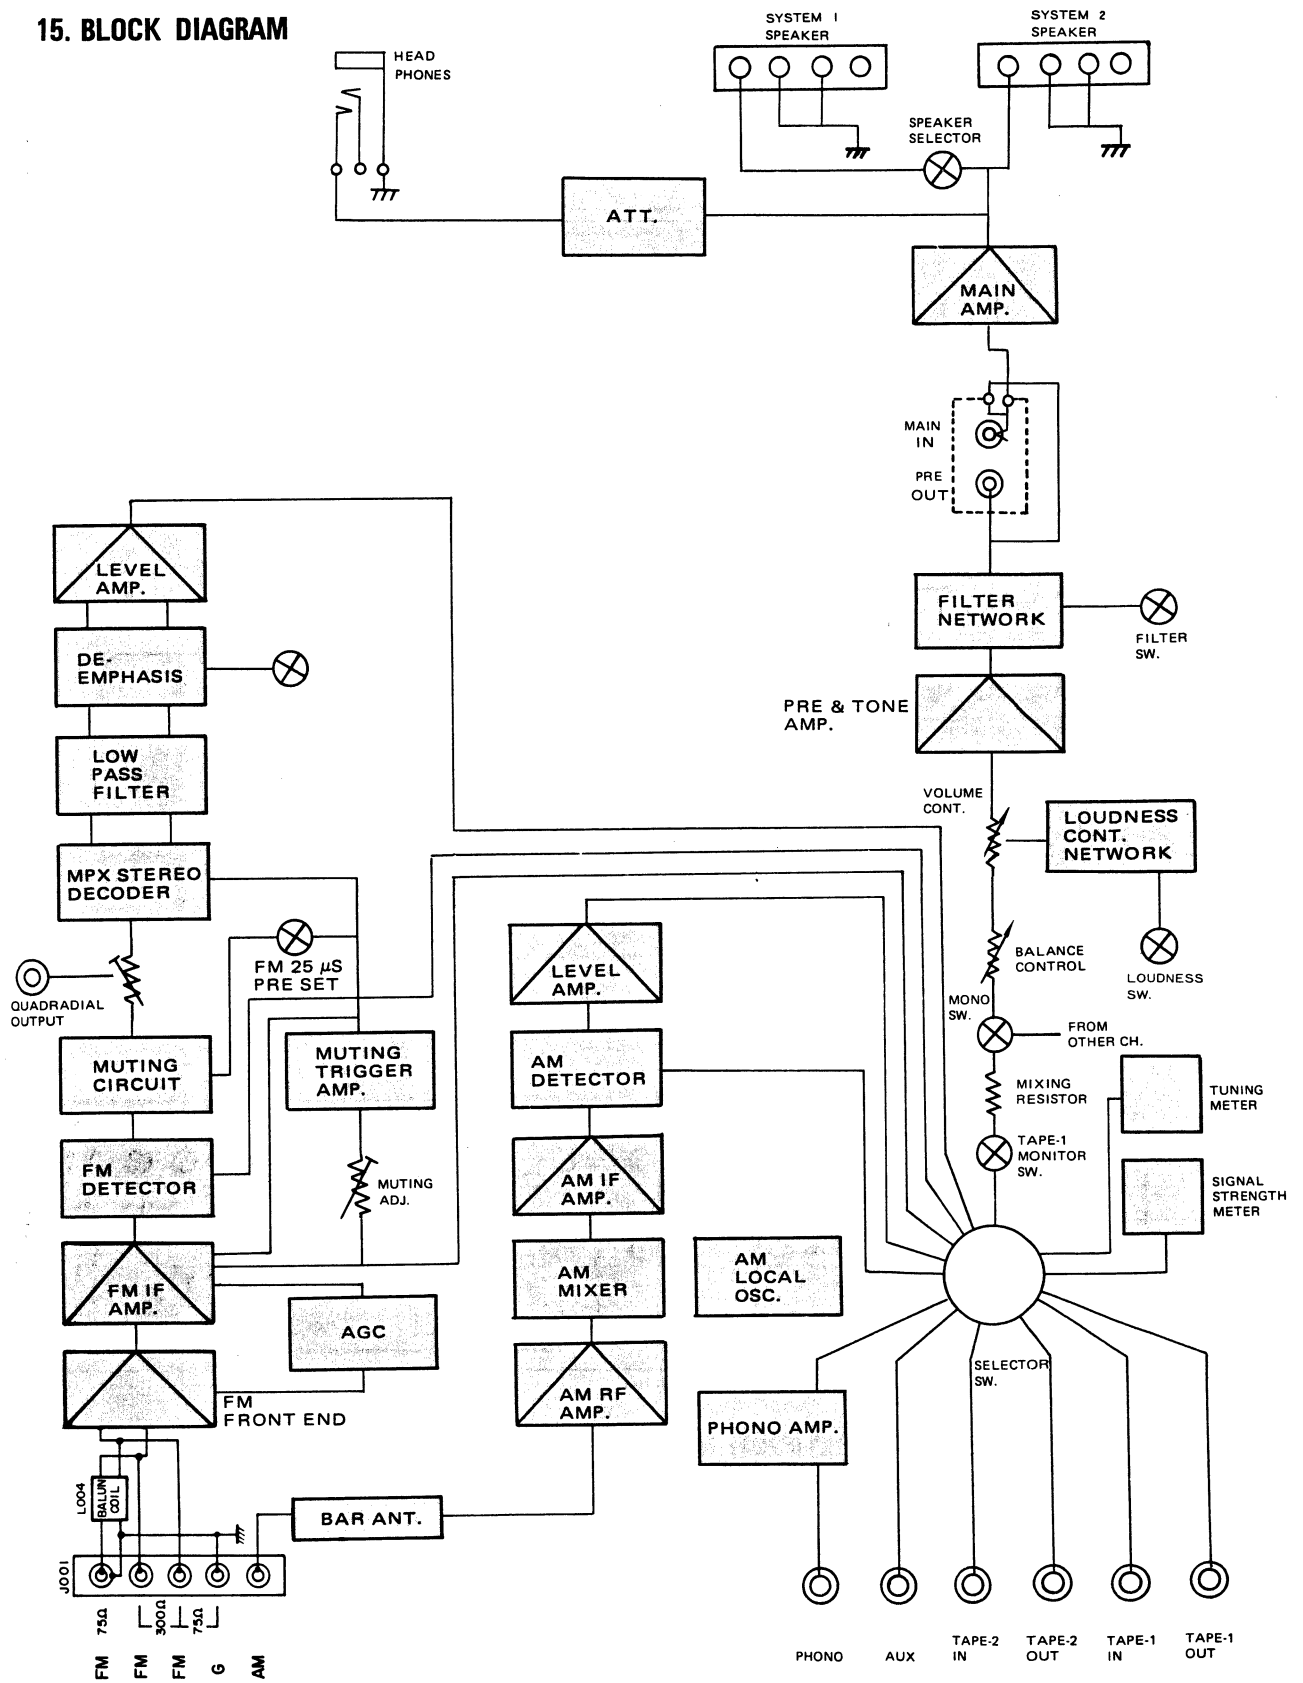 15. BLOCK DIAGRAM
HEAD
PHONES
SYSTEM 1
SPEAKER
SYSTEM 2
SPEAKER
SPEAKER
SELECTOR
ATT.
MAIN
AMP.
MAIN
IN
PRE
OUT
LEVEL
AMP.
DE-
EMPHASIS
LOW
PASS
FILTER
MPX STEREO
DECODER
FM 25 μS
PRE SET
QUADRADIAL
OUTPUT
MUTING
CIRCUIT
MUTING
TRIGGER
AMP.
FM
DETECTOR
MUTING
ADJ.
FM IF
AMP.
AGC
FM
FRONT END
L004
BALUN
COIL
J001
75Ω
300Ω
75Ω
FM
FM
FM
G
AM
BAR ANT.
LEVEL
AMP.
AM
DETECTOR
AM IF
AMP.
AM
MIXER
AM RF
AMP.
AM
LOCAL
OSC.
FILTER
NETWORK
FILTER
SW.
PRE & TONE
AMP.
VOLUME
CONT.
LOUDNESS
CONT.
NETWORK
BALANCE
CONTROL
LOUDNESS
SW.
MONO
SW.
FROM
OTHER CH.
MIXING
RESISTOR
TUNING
METER
TAPE-1
MONITOR
SW.
SIGNAL
STRENGTH
METER
SELECTOR
SW.
PHONO AMP.
PHONO
AUX
TAPE-2
IN
TAPE-2
OUT
TAPE-1
IN
TAPE-1
OUT